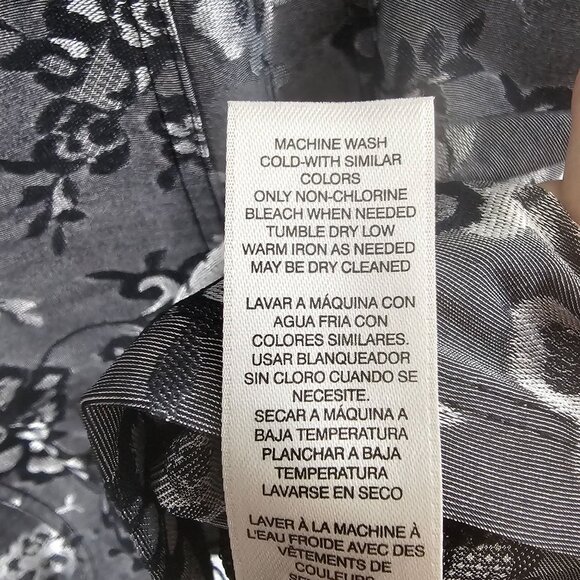 MACHINE WASH
COLD-WITH SIMILAR
COLORS
ONLY NON-CHLORINE
BLEACH WHEN NEEDED
TUMBLE DRY LOW
WARM IRON AS NEEDED
MAY BE DRY CLEANED
LAVAR A MÁQUINA CON
AGUA FRIA CON
COLORES SIMILARES.
USAR BLANQUEADOR
SIN CLORO CUANDO SE
NECESITE.
SECAR A MÁQUINA A
BAJA TEMPERATURA
PLANCHAR A BAJA
TEMPERATURA
LAVARSE EN SECO
LAVER À LA MACHINE À
L'EAU FROIDE AVEC DES
VÊTEMENTS DE
COULEURS